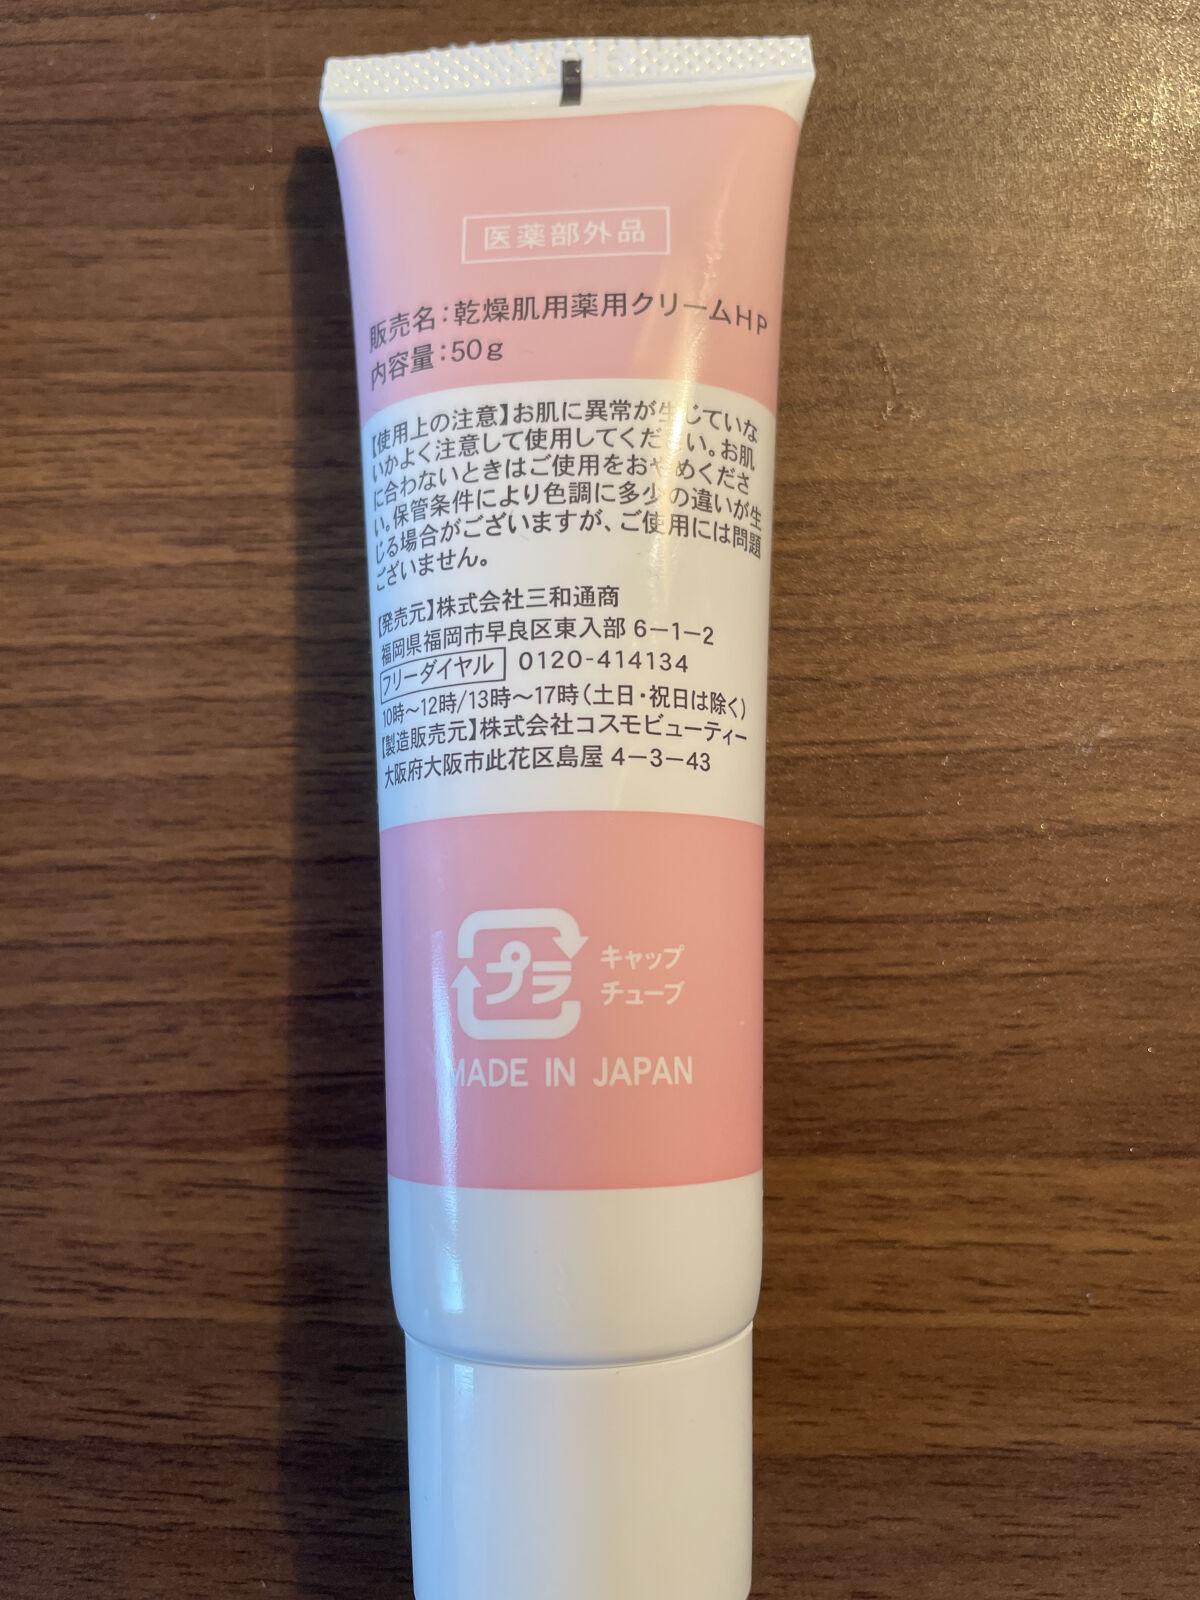 医薬部外品
販売名:乾燥肌用薬用クリームHP
内容量:50g
【使用上の注意】お肌に異常が生じていな
いかよく注意して使用してください。お肌
に合わないときはご使用をおやめくださ
い。保管条件により色調に多少の違いが生
じる場合がございますが、ご使用には問題
ございません。
【発売元】株式会社三和通商
福岡県福岡市早良区東入部 6-1-2
フリーダイヤル 0120-414134
10時〜12時/13時〜17時(土日・祝日は除く)
【製造販売元】株式会社コスモビューティー
大阪府大阪市此花区島屋 4-3-43
プラ
キャップ
チューブ
MADE IN JAPAN